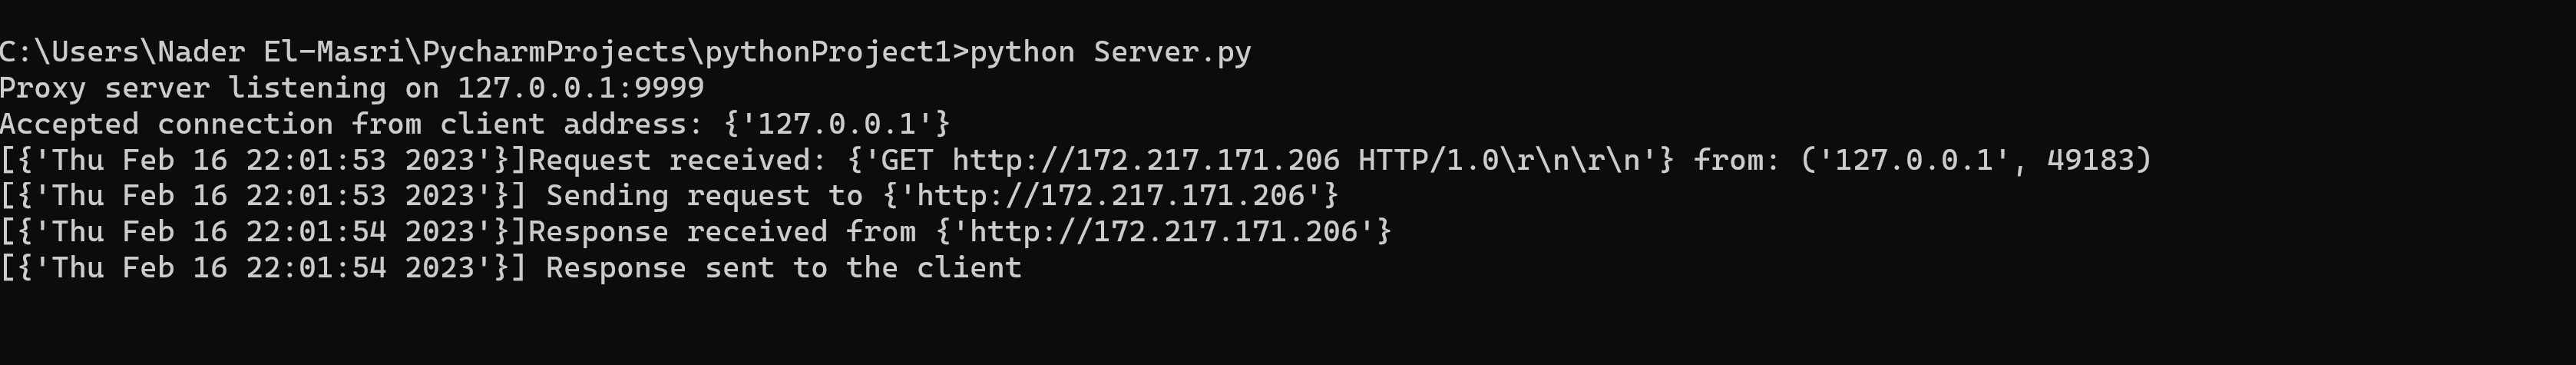 C:\Users\Nader El-Masri\PycharmProjects\pythonProject1>python Server.py
Proxy server listening on 127.0.0.1:9999
Accepted connection from client address: {'127.0.0.1'}
[{'Thu Feb 16 22:01:53 2023'}]Request received: {'GET http://172.217.171.206 HTTP/1.0\r\n\r\n'} from: ('127.0.0.1', 49183)
[{'Thu Feb 16 22:01:53 2023'}] Sending request to {'http://172.217.171.206'}
[{'Thu Feb 16 22:01:54 2023'}]Response received from {'http://172.217.171.206'}
[{'Thu Feb 16 22:01:54 2023'}] Response sent to the client